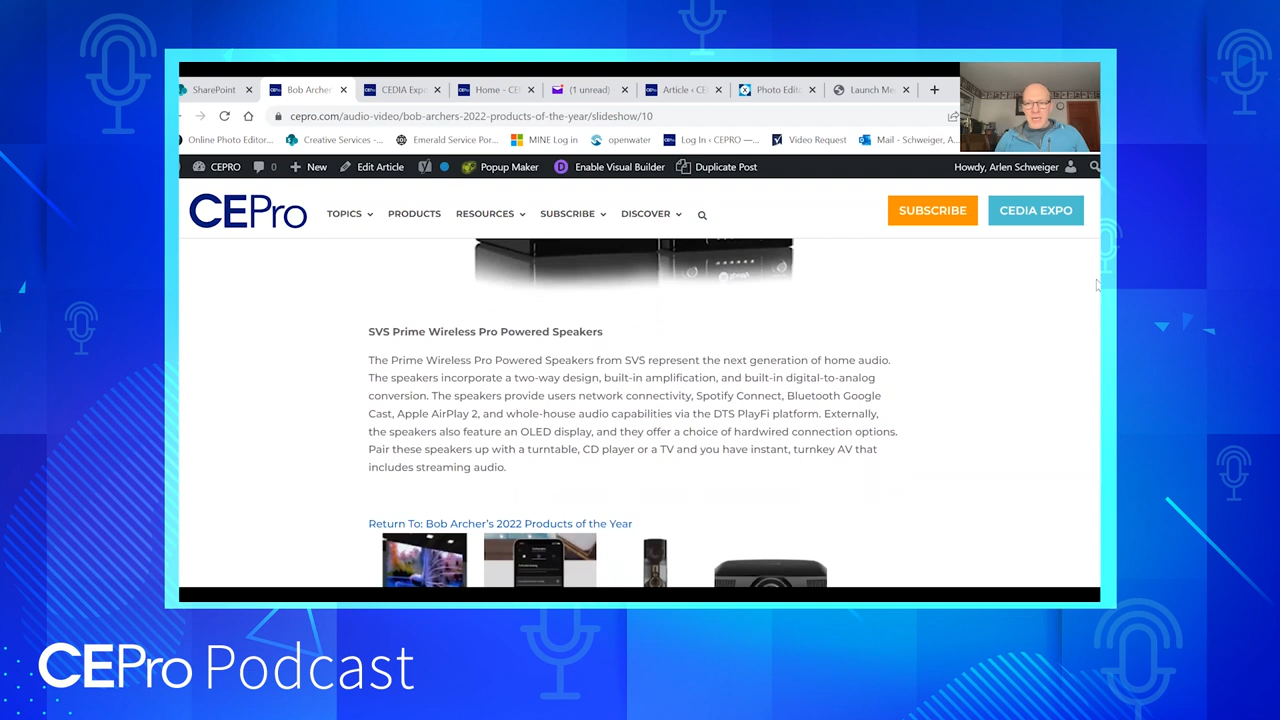 SharePoint
Bob Archer
CEDIA Expo
Home - CE
(1 unread)
Article ‹ CE
Photo Edito
Launch Me
cepro.com/audio-video/bob-archers-2022-products-of-the-year/slideshow/10
Online Photo Editor...
Creative Services -...
Emerald Service Por...
MINE Log in
openwater
Log In ‹ CEPRO —...
Video Request
Mail - Schweiger, A...
CEPRO
0
New
Edit Article
Popup Maker
D
Enable Visual Builder
Duplicate Post
Howdy, Arlen Schweiger
CEPro
TOPICS
PRODUCTS
RESOURCES
SUBSCRIBE
DISCOVER
SUBSCRIBE
CEDIA EXPO
SVS Prime Wireless Pro Powered Speakers
The Prime Wireless Pro Powered Speakers from SVS represent the next generation of home audio.
The speakers incorporate a two-way design, built-in amplification, and built-in digital-to-analog
conversion. The speakers provide users network connectivity, Spotify Connect, Bluetooth Google
Cast, Apple AirPlay 2, and whole-house audio capabilities via the DTS PlayFi platform. Externally,
the speakers also feature an OLED display, and they offer a choice of hardwired connection options.
Pair these speakers up with a turntable, CD player or a TV and you have instant, turnkey AV that
includes streaming audio.
Return To: Bob Archer's 2022 Products of the Year
CEPro Podcast